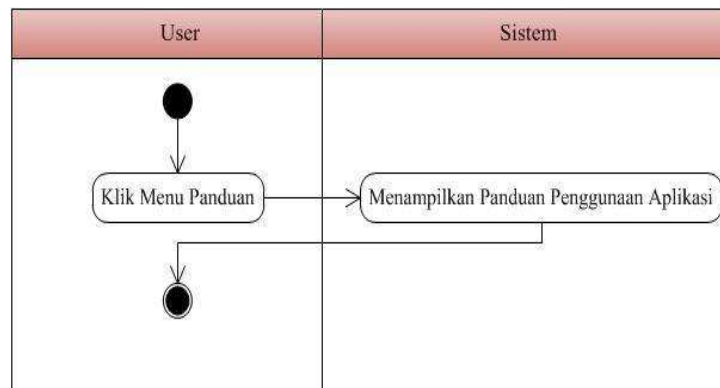 User
Sistem
Klik Menu Panduan
Menampilkan Panduan Penggunaan Aplikasi